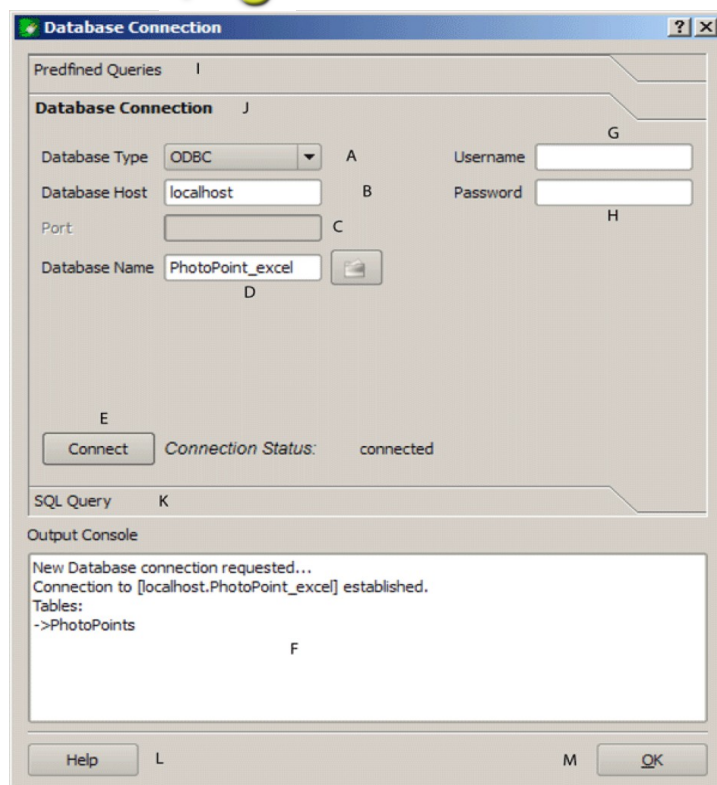 Database Connection
Predfined Queries I
Database Connection J
G
Database Type ODBC A Username
Database Host localhost B Password
Port C H
Database Name PhotoPoint_excel
D
E
Connect Connection Status: connected
SQL Query K
Output Console
New Database connection requested...
Connection to [localhost.PhotoPoint_excel] established.
Tables:
->PhotoPoints
F
Help L M OK